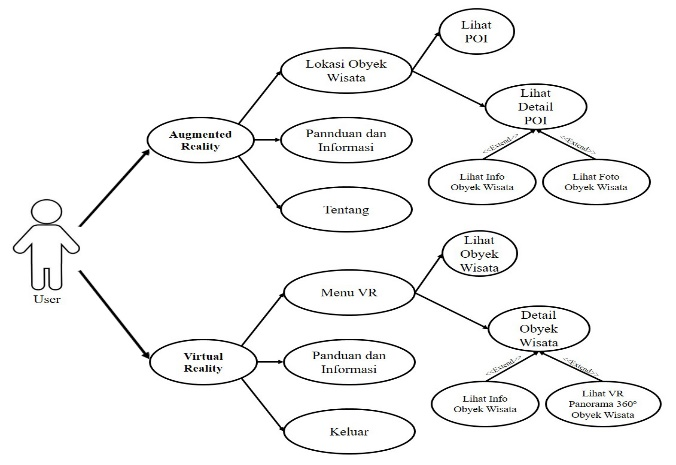 Lihat
POI
Lokasi Obyek
Wisata
Lihat
Detail
POI
Augmented
Reality
Pannduan dan
Informasi
<<Extend>>
<<Extend>>
Lihat Info
Obyek Wisata
Lihat Foto
Obyek Wisata
Tentang
User
Lihat
Obyek
Wisata
Menu VR
Detail
Obyek
Wisata
Virtual
Reality
Panduan dan
Informasi
<<Extend>>
<<Extend>>
Lihat Info
Obyek Wisata
Lihat VR
Panorama 360°
Obyek Wisata
Keluar